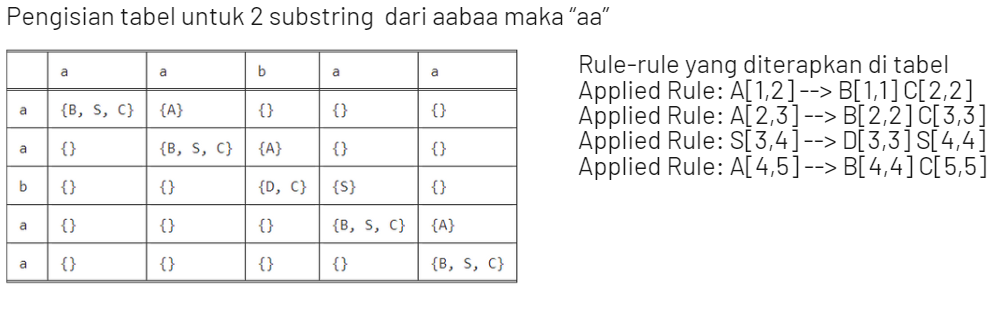 Pengisian tabel untuk 2 substring dari aabaa maka “aa”
a a b a a
a {B, S, C} {A} {} {} {}
a {} {B, S, C} {A} {} {}
b {} {} {D, C} {S} {}
a {} {} {} {B, S, C} {A}
a {} {} {} {} {B, S, C}
Rule-rule yang diterapkan di tabel
Applied Rule: A[1,2] --> B[1,1] C[2,2]
Applied Rule: A[2,3] --> B[2,2] C[3,3]
Applied Rule: S[3,4] --> D[3,3] S[4,4]
Applied Rule: A[4,5] --> B[4,4] C[5,5]